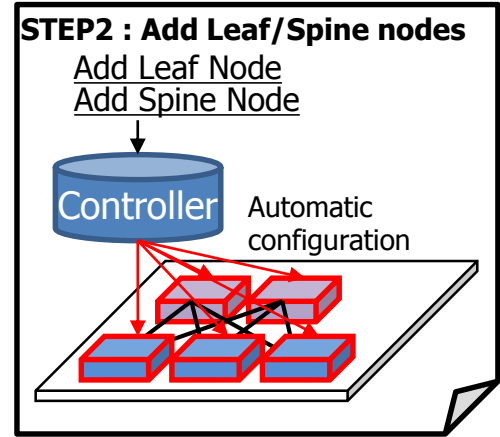 STEP2 : Add Leaf/Spine nodes
Add Leaf Node
Add Spine Node
Controller
Automatic
configuration